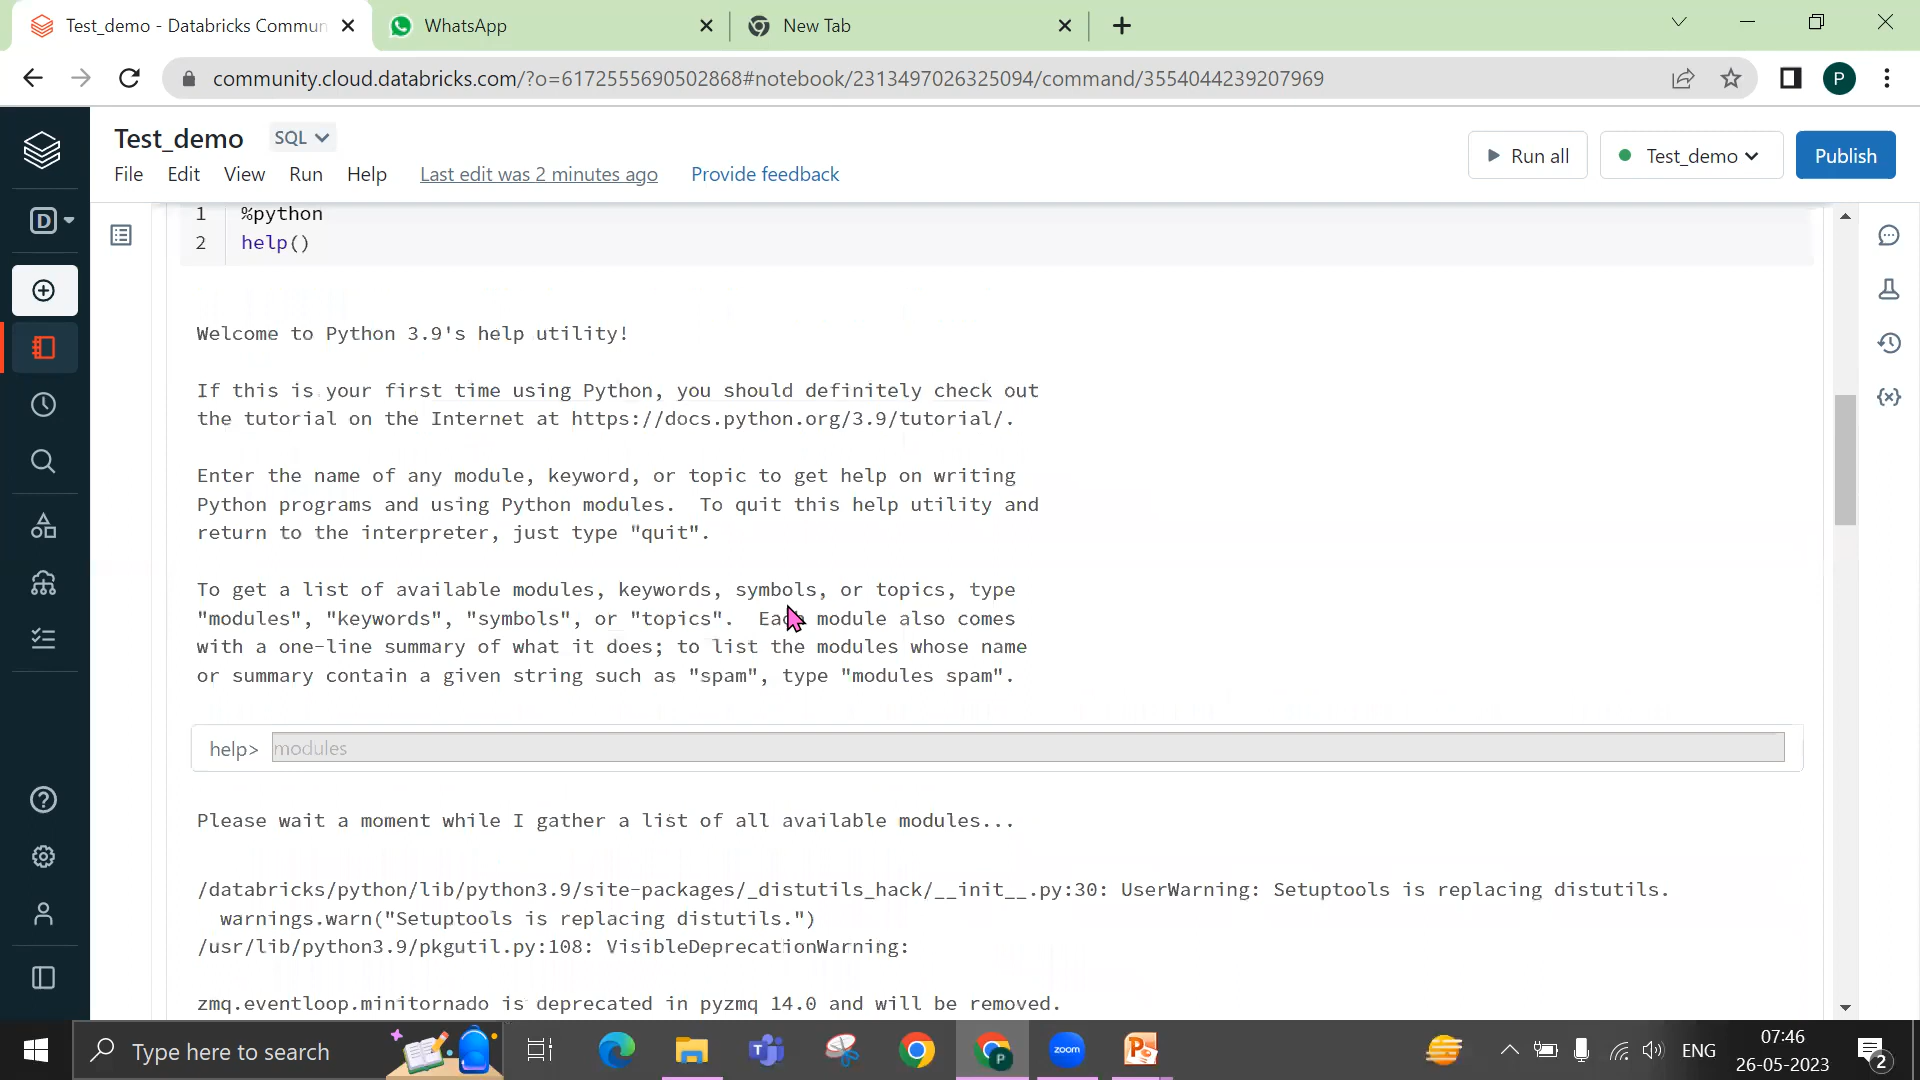 Test_demo - Databricks Commun
WhatsApp
New Tab
community.cloud.databricks.com/?o=6172555690502868#notebook/2313497026325094/command/3554044239207969
P
Test_demo
SQL
File Edit View Run Help Last edit was 2 minutes ago Provide feedback
Run all
Test_demo
Publish
D
1 %python
2 help()
Welcome to Python 3.9's help utility!
If this is your first time using Python, you should definitely check out
the tutorial on the Internet at https://docs.python.org/3.9/tutorial/.
Enter the name of any module, keyword, or topic to get help on writing
Python programs and using Python modules.  To quit this help utility and
return to the interpreter, just type "quit".
To get a list of available modules, keywords, symbols, or topics, type
"modules", "keywords", "symbols", or "topics".  Each module also comes
with a one-line summary of what it does; to list the modules whose name
or summary contain a given string such as "spam", type "modules spam".
help> modules
Please wait a moment while I gather a list of all available modules...
/databricks/python/lib/python3.9/site-packages/_distutils_hack/__init__.py:30: UserWarning: Setuptools is replacing distutils.
warnings.warn("Setuptools is replacing distutils.")
/usr/lib/python3.9/pkgutil.py:108: VisibleDeprecationWarning:
zmq.eventloop.minitornado is deprecated in pyzmq 14.0 and will be removed.
Type here to search
P
zoom
ENG
07:46
26-05-2023
2